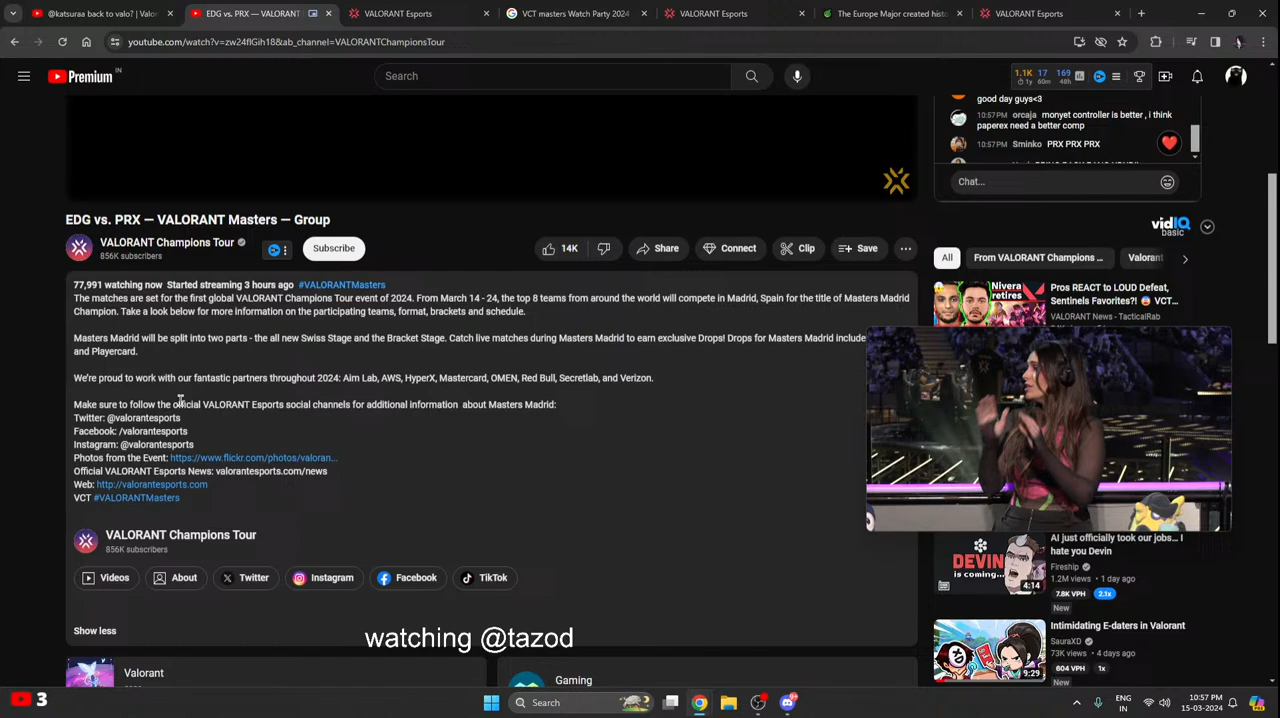 @katsuraa back to valo? | Valor
EDG vs. PRX — VALORANT
VALORANT Esports
VCT masters Watch Party 2024
VALORANT Esports
The Europe Major created histo
VALORANT Esports
youtube.com/watch?v=zw24flGih18&ab_channel=VALORANTChampionsTour
Premium IN
Search
1.1K 17 169
1y 60m 48h
good day guys<3
10:57 PM orcaja monyet controller is better , i think
paperex need a better comp
10:57 PM Sminko PRX PRX PRX
Chat...
EDG vs. PRX — VALORANT Masters — Group
VALORANT Champions Tour
856K subscribers
Subscribe
14K
Share
Connect
Clip
Save
vidIQ
basic
All
From VALORANT Champions ...
Valorant
77,991 watching now Started streaming 3 hours ago #VALORANTMasters
The matches are set for the first global VALORANT Champions Tour event of 2024. From March 14 - 24, the top 8 teams from around the world will compete in Madrid, Spain for the title of Masters Madrid
Champion. Take a look below for more information on the participating teams, format, brackets and schedule.
Masters Madrid will be split into two parts - the all new Swiss Stage and the Bracket Stage. Catch live matches during Masters Madrid to earn exclusive Drops! Drops for Masters Madrid include
and Playercard.
We're proud to work with our fantastic partners throughout 2024: Aim Lab, AWS, HyperX, Mastercard, OMEN, Red Bull, Secretlab, and Verizon.
Make sure to follow the official VALORANT Esports social channels for additional information about Masters Madrid:
Twitter: @valorantesports
Facebook: /valorantesports
Instagram: @valorantesports
Photos from the Event: https://www.flickr.com/photos/valoran...
Official VALORANT Esports News: valorantesports.com/news
Web: http://valorantesports.com
VCT #VALORANTMasters
VALORANT Champions Tour
856K subscribers
Videos
About
Twitter
Instagram
Facebook
TikTok
Show less
Nivera
retires
Pros REACT to LOUD Defeat,
Sentinels Favorites?! VCT...
VALORANT News - TacticalRab
DEVIN
is coming...
4:14
AI just officially took our jobs... I
hate you Devin
Fireship
1.2M views • 1 day ago
7.8K VPH 2.1x
New
9:29
Intimidating E-daters in Valorant
SauraXD
73K views • 4 days ago
604 VPH 1x
New
watching @tazod
Valorant
Gaming
3
Search
ENG
IN
10:57 PM
15-03-2024